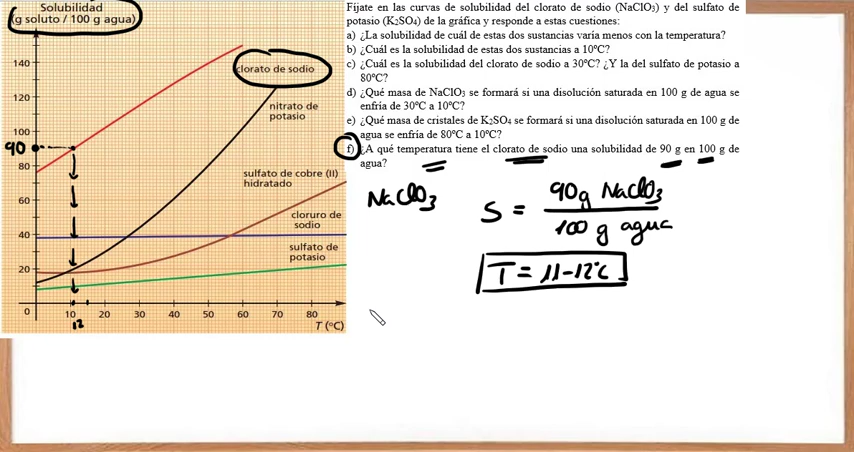 Solubilidad
(g soluto / 100 g agua)
140
120
100
90
80
60
40
20
0
10
20
30
40
50
60
70
80
T (ºC)
12
clorato de sodio
nitrato de
potasio
sulfato de cobre (II)
hidratado
cloruro de
sodio
sulfato de
potasio
Fíjate en las curvas de solubilidad del clorato de sodio (NaClO3) y del sulfato de
potasio (K2SO4) de la gráfica y responde a estas cuestiones:
a) ¿La solubilidad de cuál de estas dos sustancias varía menos con la temperatura?
b) ¿Cuál es la solubilidad de estas dos sustancias a 10ºC?
c) ¿Cuál es la solubilidad del clorato de sodio a 30ºC? ¿Y la del sulfato de potasio a
80ºC?
d) ¿Qué masa de NaClO3 se formará si una disolución saturada en 100 g de agua se
enfría de 30ºC a 10ºC?
e) ¿Qué masa de cristales de K2SO4 se formará si una disolución saturada en 100 g de
agua se enfría de 80ºC a 10ºC?
f) ¿A qué temperatura tiene el clorato de sodio una solubilidad de 90 g en 100 g de
agua?
NaClO3
S = 90g NaClO3
100 g agua
T = 11-12ºC